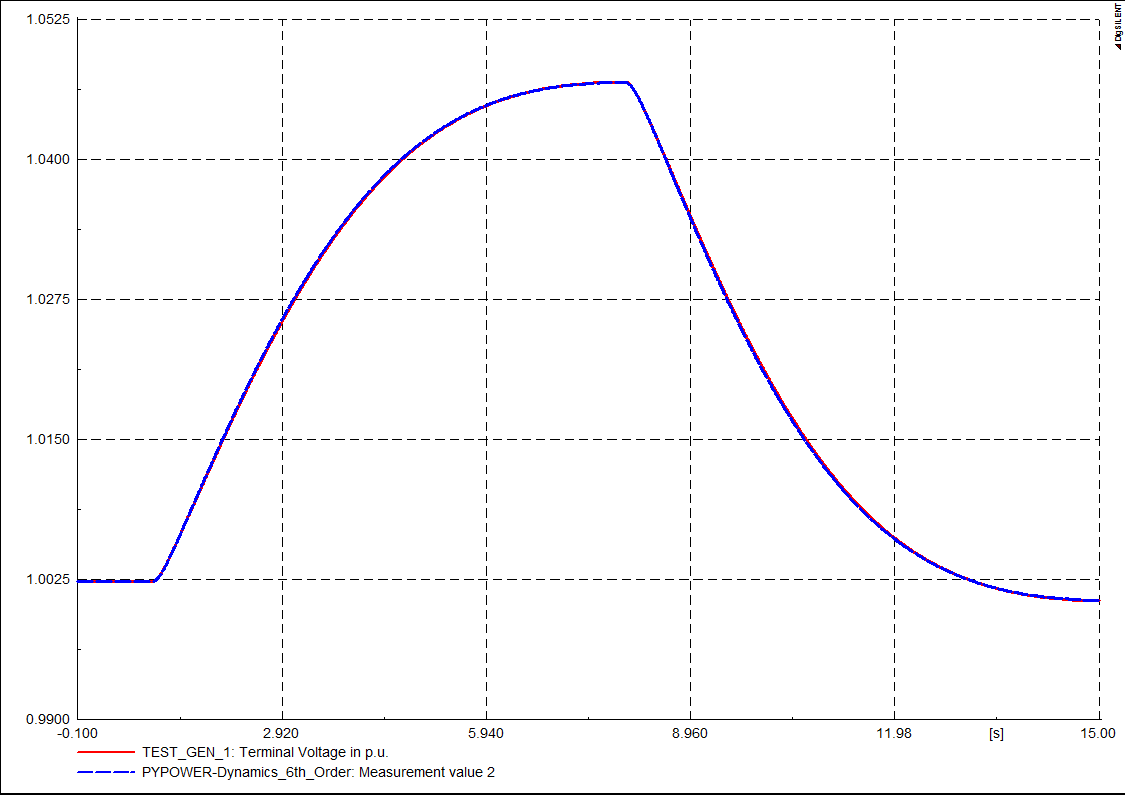 1.0525
DIgSILENT
1.0400
1.0275
1.0150
1.0025
0.9900
-0.100 2.920 5.940 8.960 11.98 [s] 15.00
TEST_GEN_1: Terminal Voltage in p.u.
PYPOWER-Dynamics_6th_Order: Measurement value 2